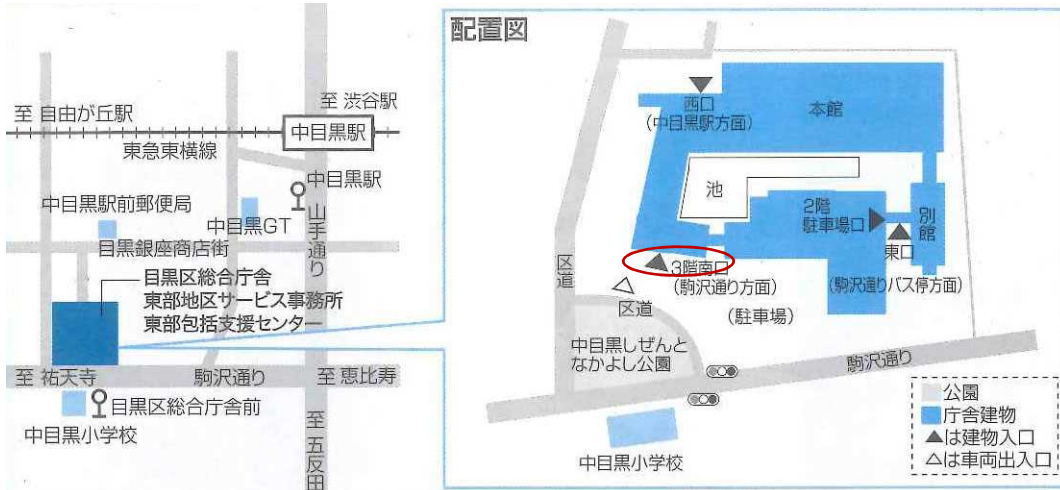 至 自由が丘駅
至 渋谷駅
中目黒駅
東急東横線
中目黒駅
中目黒駅前郵便局
中目黒GT
山手通り
目黒銀座商店街
目黒区総合庁舎
東部地区サービス事務所
東部包括支援センター
至 祐天寺
駒沢通り
至 恵比寿
目黒区総合庁舎前
中目黒小学校
至 五反田
配置図
西口
(中目黒駅方面)
本館
池
2階
駐車場口
別館
東口
(駒沢通りバス停方面)
3階南口
(駒沢通り方面)
区道
区道
(駐車場)
中目黒しぜんと
なかよし公園
駒沢通り
中目黒小学校
公園
庁舎建物
▲は建物入口
△は車両出入口